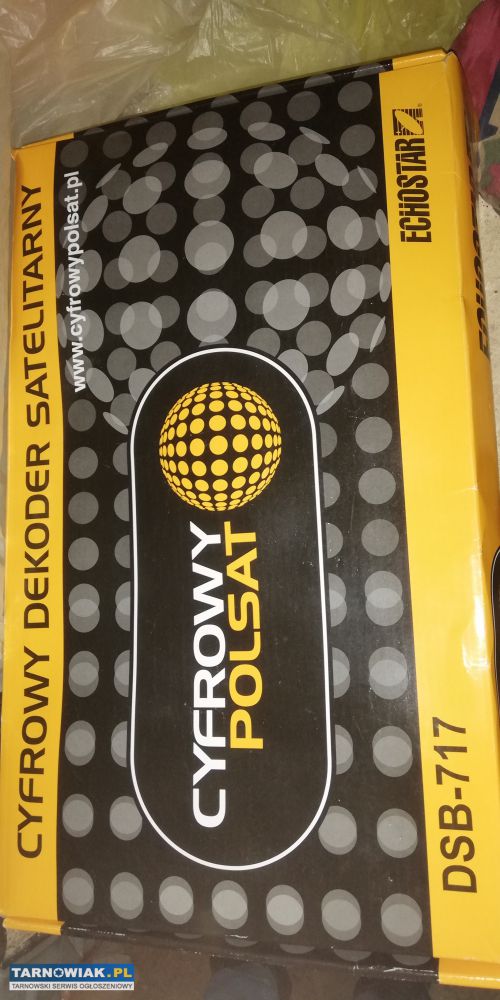 CYFROWY DEKODER SATELITARNY
www.cyfrowypolsat.pl
CYFROWY
POLSAT
DSB-717
ECHOSTAR
TARNOWIAK.PL
TARNOWSKI SERWIS OGŁOSZENIOWY